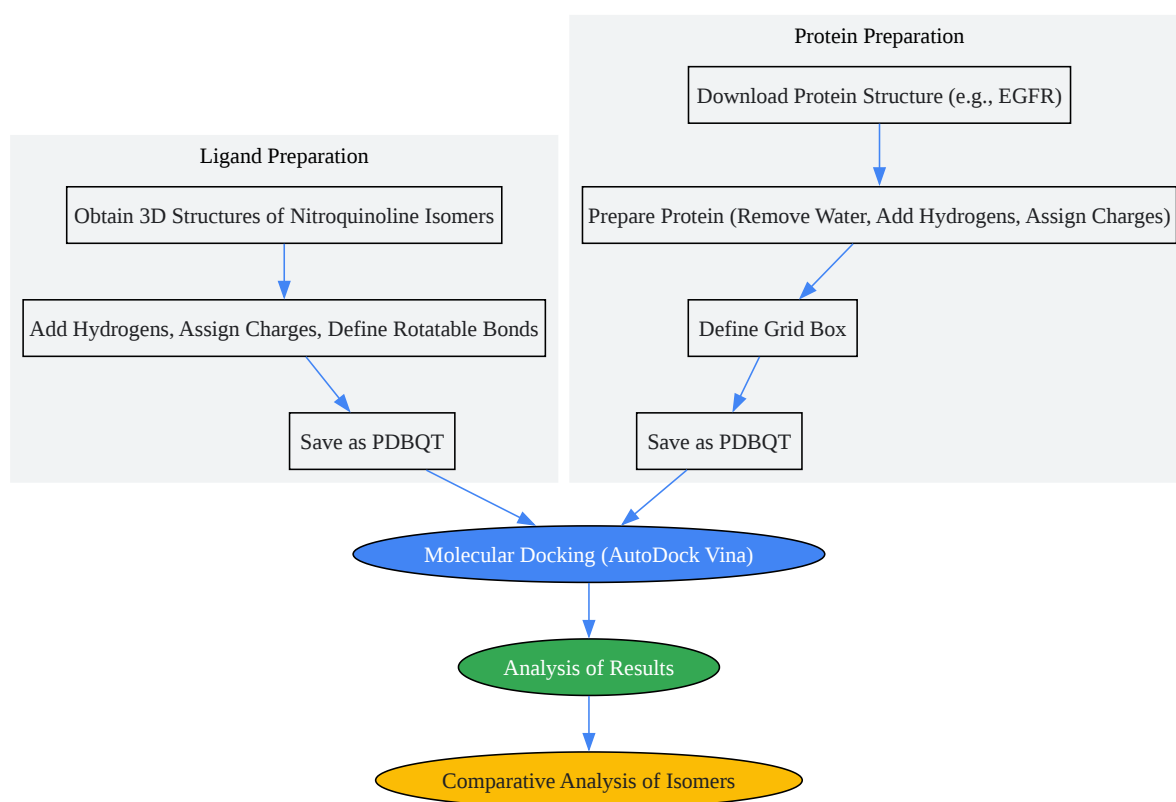 Protein Preparation
Download Protein Structure (e.g., EGFR)
Ligand Preparation
Obtain 3D Structures of Nitroquinoline Isomers
Prepare Protein (Remove Water, Add Hydrogens, Assign Charges)
Add Hydrogens, Assign Charges, Define Rotatable Bonds
Define Grid Box
Save as PDBQT
Save as PDBQT
Molecular Docking (AutoDock Vina)
Analysis of Results
Comparative Analysis of Isomers